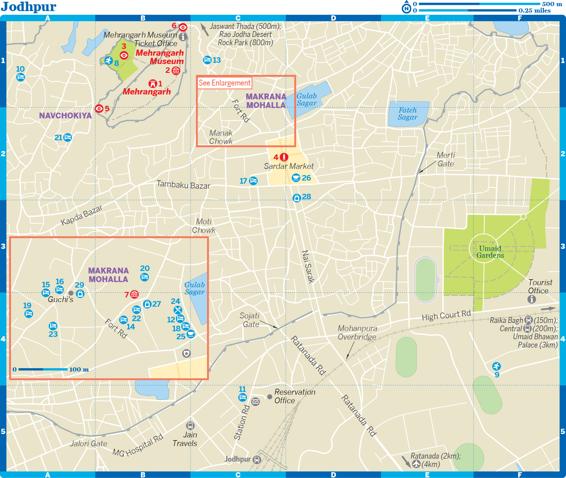 Jodhpur
0 500 m
0 0.25 miles
A B C D E F
1
2
3
4
5
6
Jaswant Thada (500m);
Rao Jodha Desert
Rock Park (800m)
Mehrangarh Museum
Ticket Office
3
Mehrangarh
Museum
8
2
1
Mehrangarh
10
13
See Enlargement
MAKRANA
MOHALLA
Fort Rd
Gulab
Sagar
Fateh
Sagar
5
NAVCHOKIYA
21
Manak
Chowk
4
Sardar Market
Merti
Gate
17
26
28
Tambaku Bazar
Kapda Bazar
Moti
Chowk
Nai Sarak
Umaid
Gardens
MAKRANA
MOHALLA
20
Gulab
Sagar
15
16
29
Guchi's
7
27
24
19
22
12
18
25
23
Fort Rd
0 100 m
Tourist
Office
Raika Bagh (150m);
Central (200m);
Umaid Bhawan
Palace (3km)
High Court Rd
Sojati
Gate
Mohanpura
Overbridge
Ratanada Rd
9
11
Reservation
Office
Station Rd
Ratanada Rd
Jain
Travels
Jalori Gate
MG Hospital Rd
Jodhpur
Ratanada (2km);
(4km)
A B C D E F